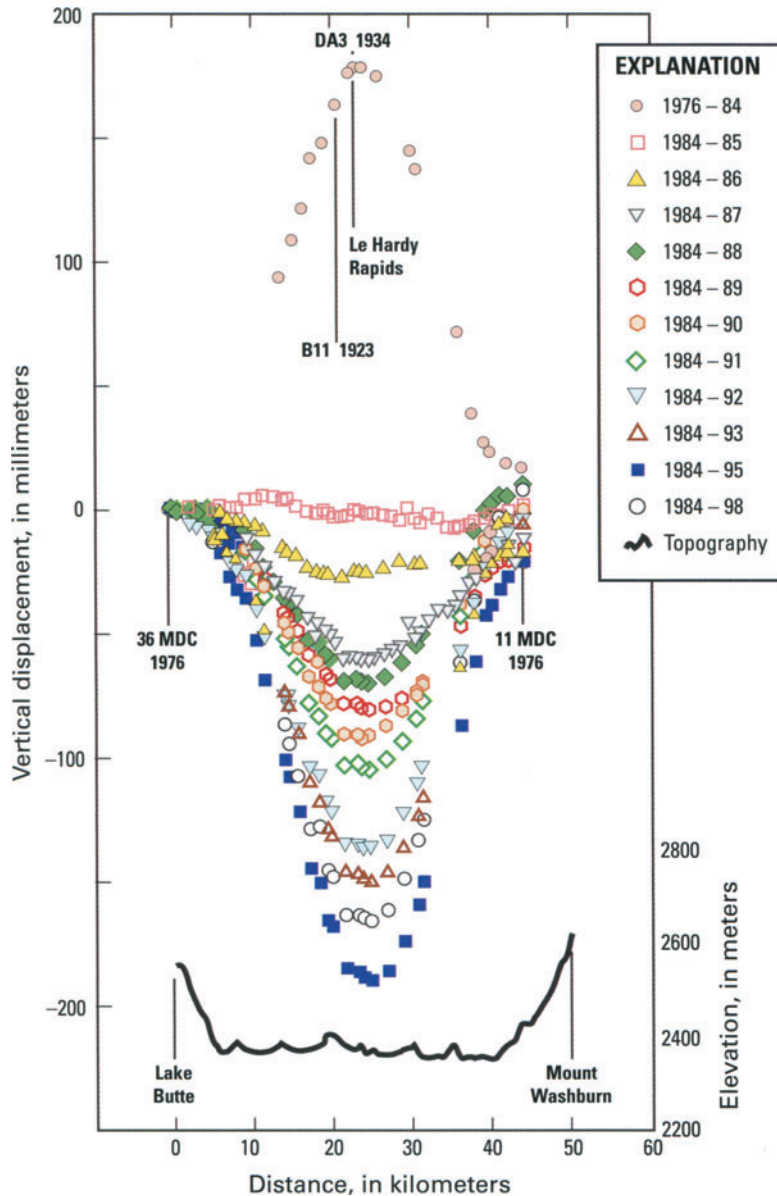 200
100
0
−100
−200
Vertical displacement, in millimeters
DA3 1934
Le Hardy
Rapids
B11 1923
36 MDC
1976
11 MDC
1976
Lake
Butte
Mount
Washburn
2800
2600
2400
2200
Elevation, in meters
0
10
20
30
40
50
60
Distance, in kilometers
EXPLANATION
1976 – 84
1984 – 85
1984 – 86
1984 – 87
1984 – 88
1984 – 89
1984 – 90
1984 – 91
1984 – 92
1984 – 93
1984 – 95
1984 – 98
Topography